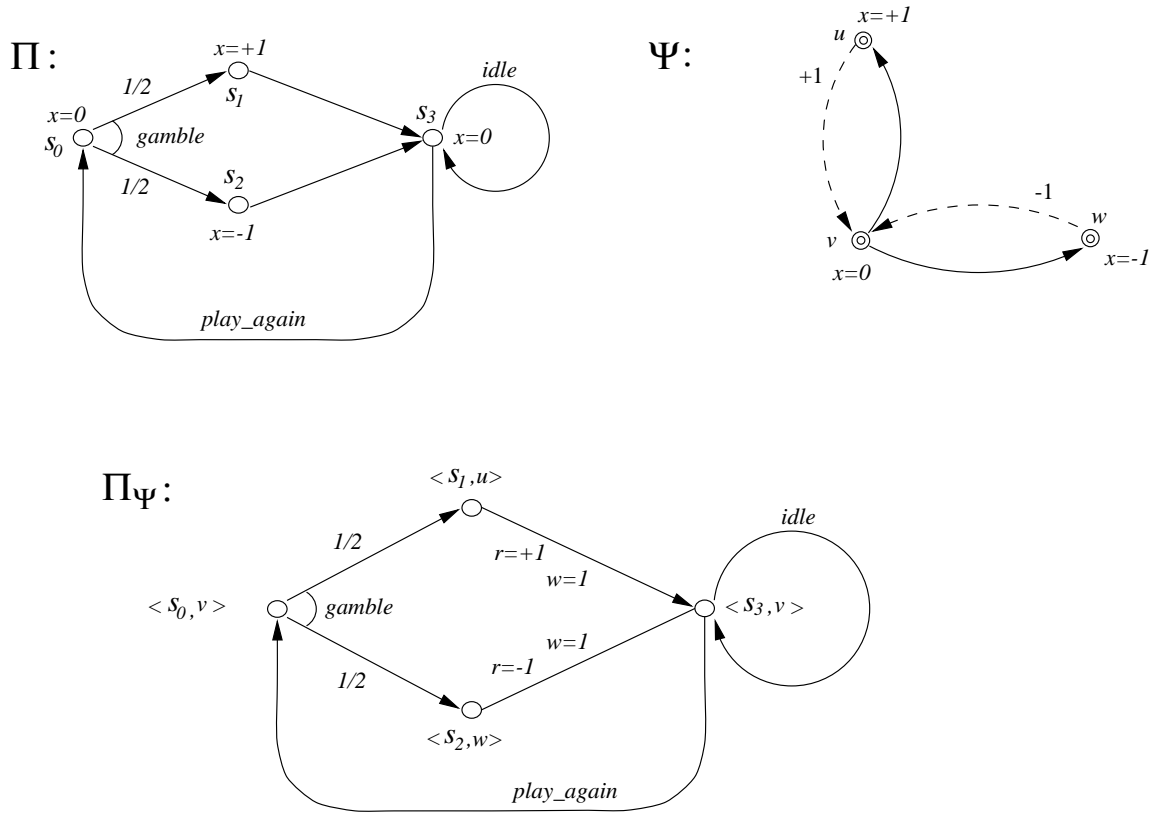 Π:
x=+1
1/2
s1
x=0
s0
gamble
1/2
s2
x=-1
s3
x=0
idle
play_again
Ψ:
x=+1
u
+1
v
x=0
-1
w
x=-1
ΠΨ:
<s1,u>
1/2
r=+1
w=1
idle
<s0,v>
gamble
<s3,v>
w=1
r=-1
1/2
<s2,w>
play_again